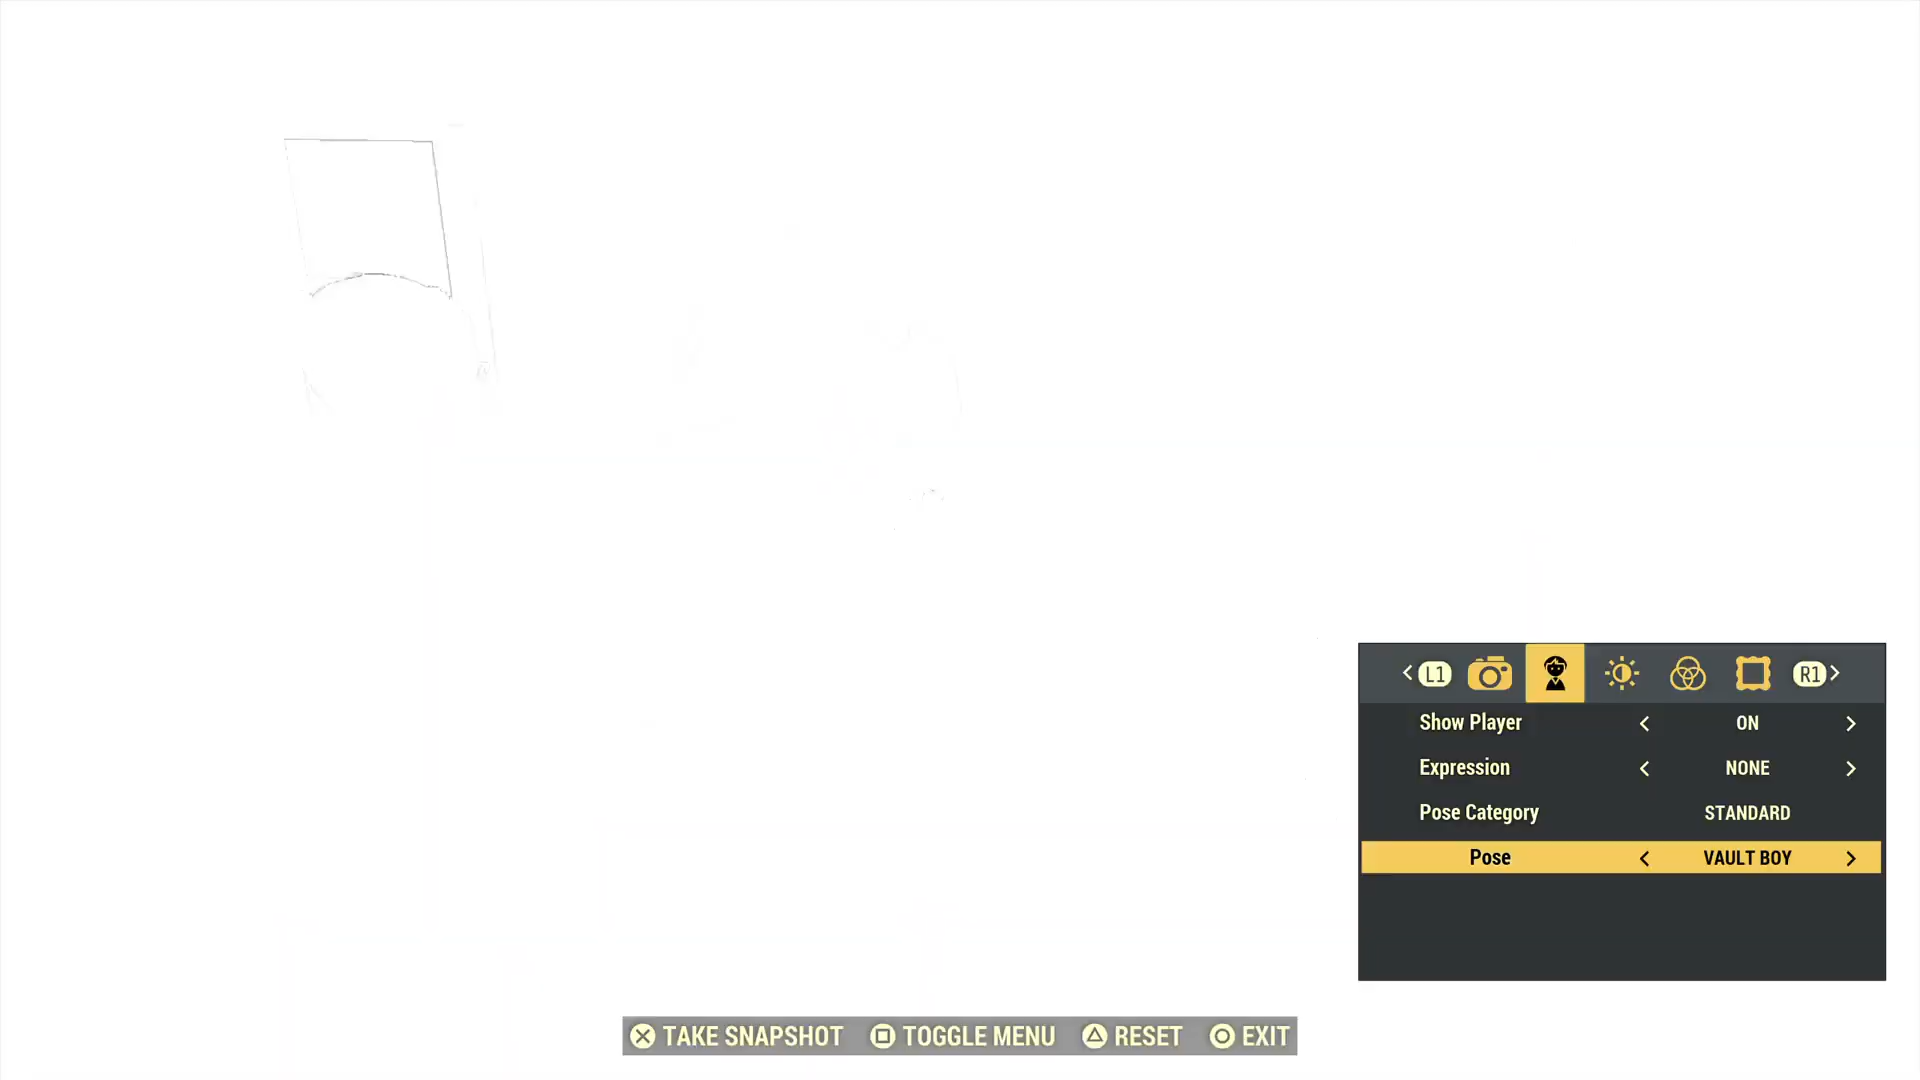 L1 R1
Show Player ON
Expression NONE
Pose Category STANDARD
Pose VAULT BOY
TAKE SNAPSHOT TOGGLE MENU RESET EXIT